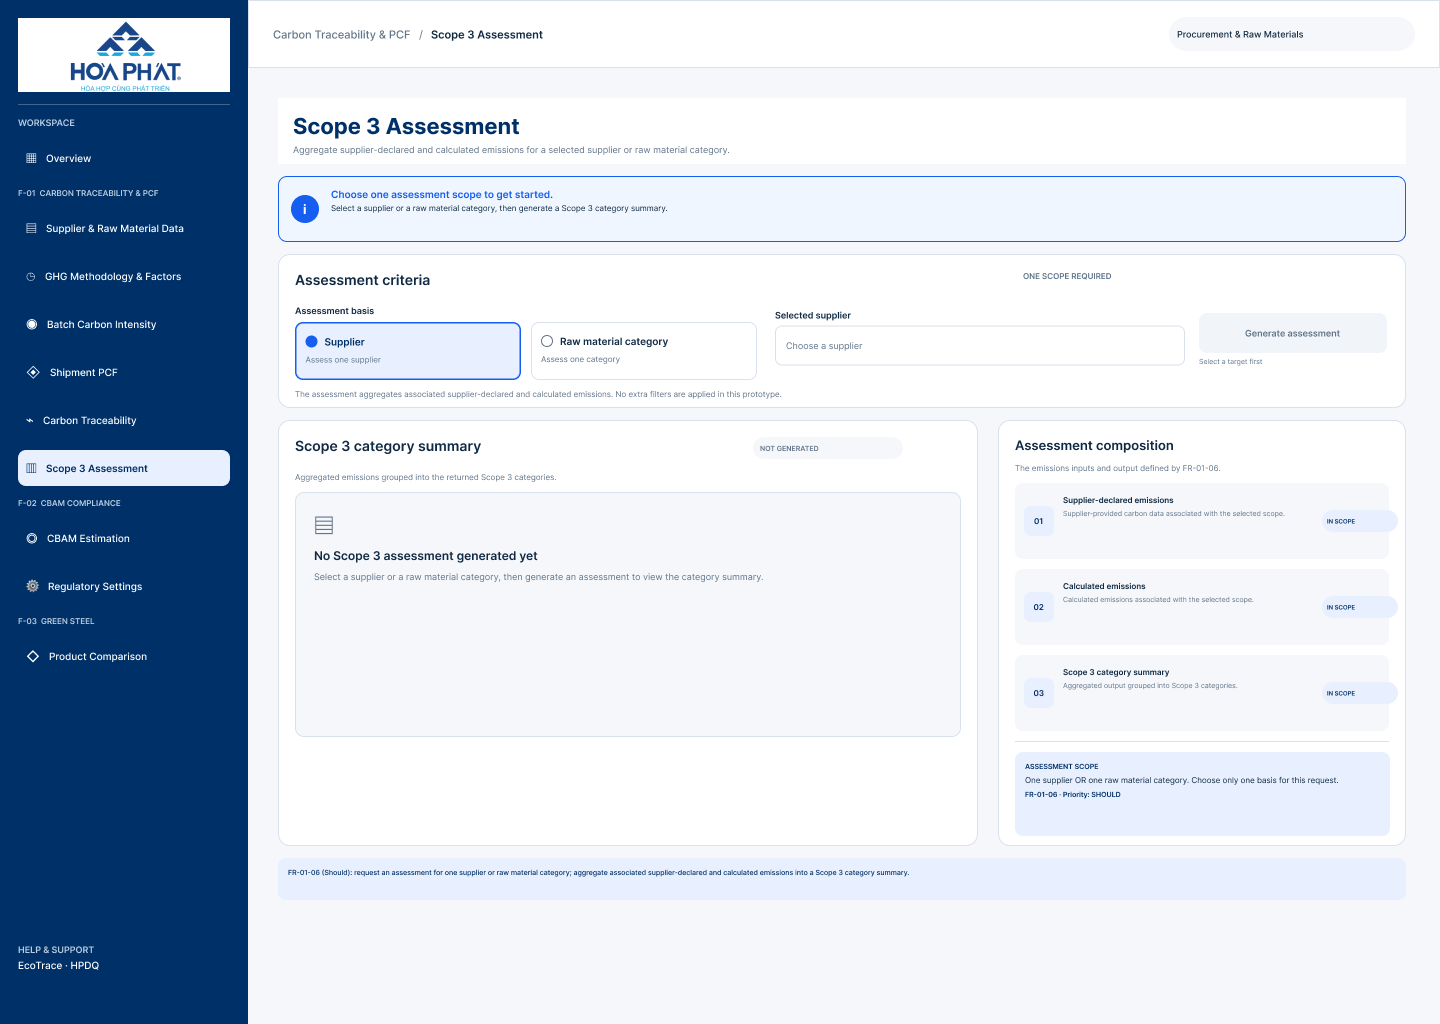 HÒA PHÁT
HÒA HỢP CÙNG PHÁT TRIỂN
WORKSPACE
Overview
F-01 CARBON TRACEABILITY & PCF
Supplier & Raw Material Data
GHG Methodology & Factors
Batch Carbon Intensity
Shipment PCF
Carbon Traceability
Scope 3 Assessment
F-02 CBAM COMPLIANCE
CBAM Estimation
Regulatory Settings
F-03 GREEN STEEL
Product Comparison
HELP & SUPPORT
EcoTrace · HPDQ
Carbon Traceability & PCF / Scope 3 Assessment
Procurement & Raw Materials
Scope 3 Assessment
Aggregate supplier-declared and calculated emissions for a selected supplier or raw material category.
i
Choose one assessment scope to get started.
Select a supplier or a raw material category, then generate a Scope 3 category summary.
Assessment criteria
ONE SCOPE REQUIRED
Assessment basis
Supplier
Assess one supplier
Raw material category
Assess one category
Selected supplier
Choose a supplier
Generate assessment
Select a target first
The assessment aggregates associated supplier-declared and calculated emissions. No extra filters are applied in this prototype.
Scope 3 category summary
NOT GENERATED
Aggregated emissions grouped into the returned Scope 3 categories.
No Scope 3 assessment generated yet
Select a supplier or a raw material category, then generate an assessment to view the category summary.
Assessment composition
The emissions inputs and output defined by FR-01-06.
01
Supplier-declared emissions
Supplier-provided carbon data associated with the selected scope.
IN SCOPE
02
Calculated emissions
Calculated emissions associated with the selected scope.
IN SCOPE
03
Scope 3 category summary
Aggregated output grouped into Scope 3 categories.
IN SCOPE
ASSESSMENT SCOPE
One supplier OR one raw material category. Choose only one basis for this request.
FR-01-06 · Priority: SHOULD
FR-01-06 (Should): request an assessment for one supplier or raw material category; aggregate associated supplier-declared and calculated emissions into a Scope 3 category summary.